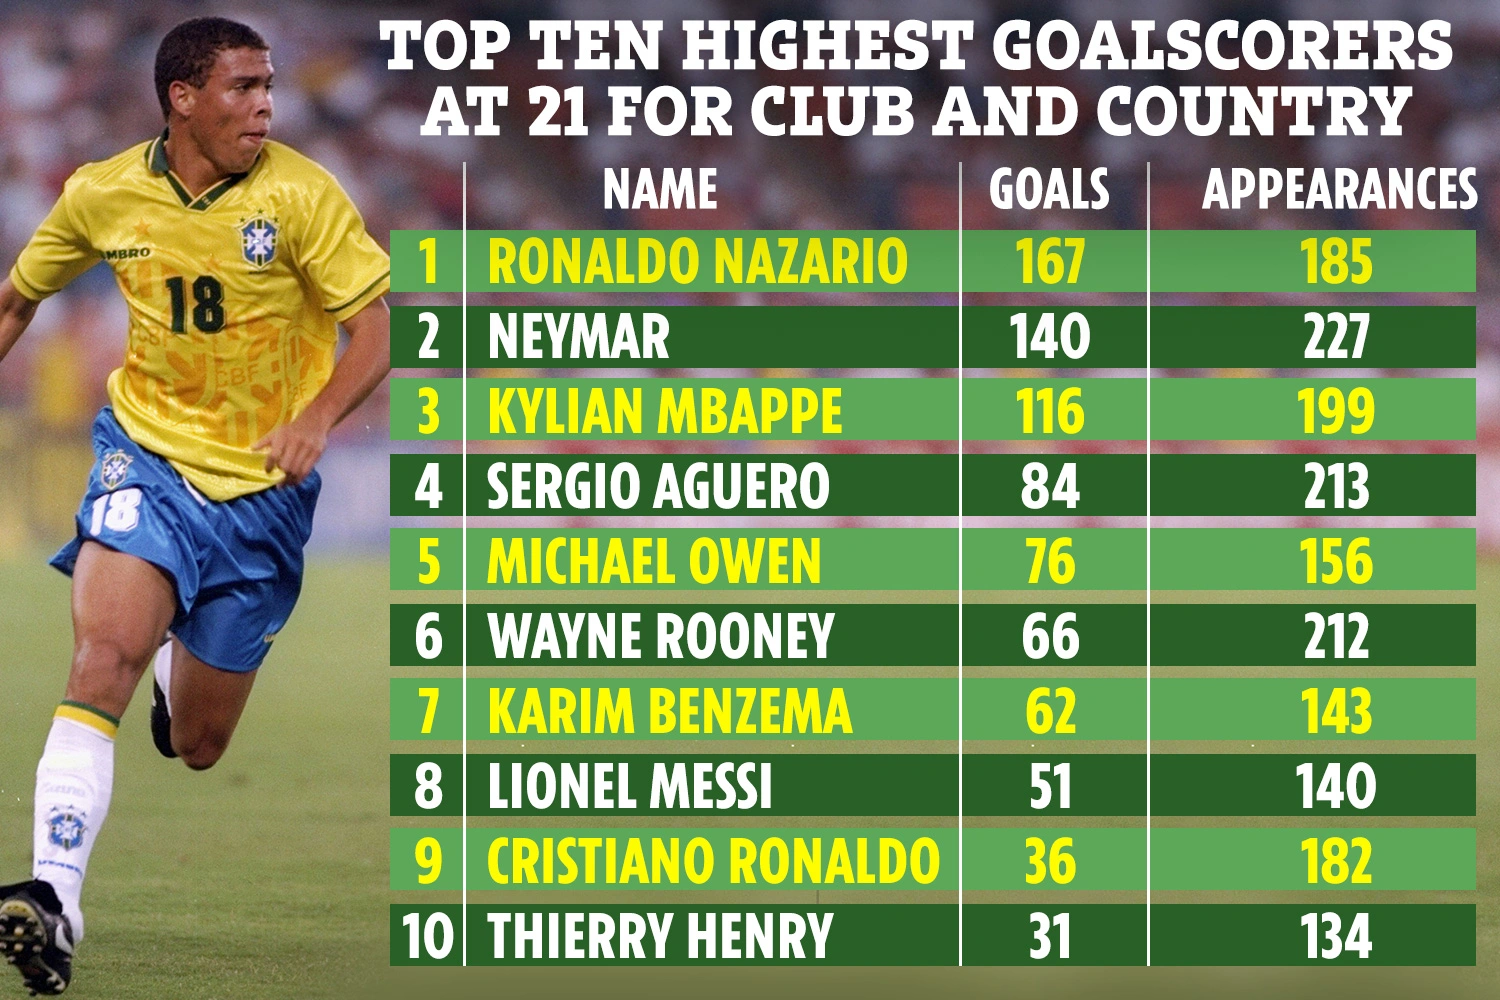 TOP TEN HIGHEST GOALSCORERS
AT 21 FOR CLUB AND COUNTRY
NAME GOALS APPEARANCES
1 RONALDO NAZARIO 167 185
2 NEYMAR 140 227
3 KYLIAN MBAPPE 116 199
4 SERGIO AGUERO 84 213
5 MICHAEL OWEN 76 156
6 WAYNE ROONEY 66 212
7 KARIM BENZEMA 62 143
8 LIONEL MESSI 51 140
9 CRISTIANO RONALDO 36 182
10 THIERRY HENRY 31 134
18
CBF
18